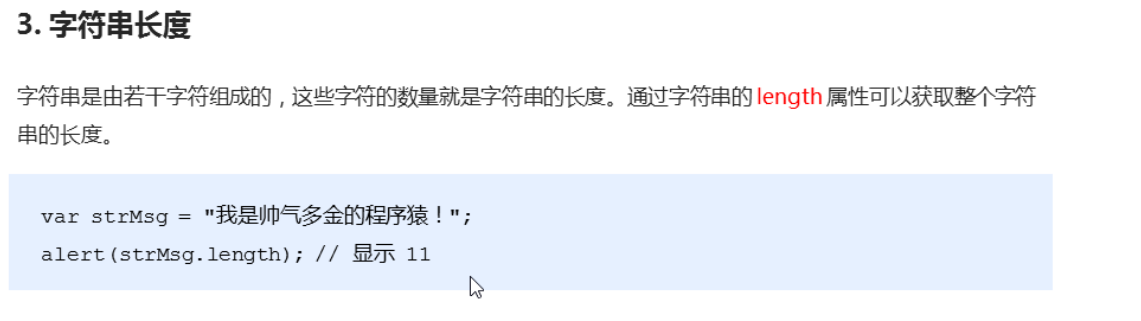 3. 字符串长度
字符串是由若干字符组成的，这些字符的数量就是字符串的长度。通过字符串的 length 属性可以获取整个字符
串的长度。
var strMsg = "我是帅气多金的程序猿！";
alert(strMsg.length); // 显示 11